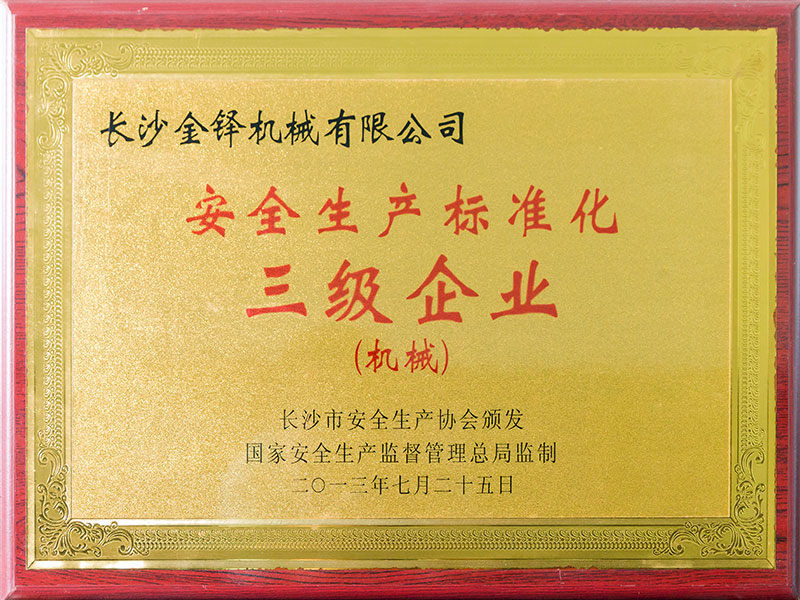 长沙金铎机械有限公司
安全生产标准化
三级企业
(机械)
长沙市安全生产协会颁发
国家安全生产监督管理总局监制
二〇一三年七月二十五日